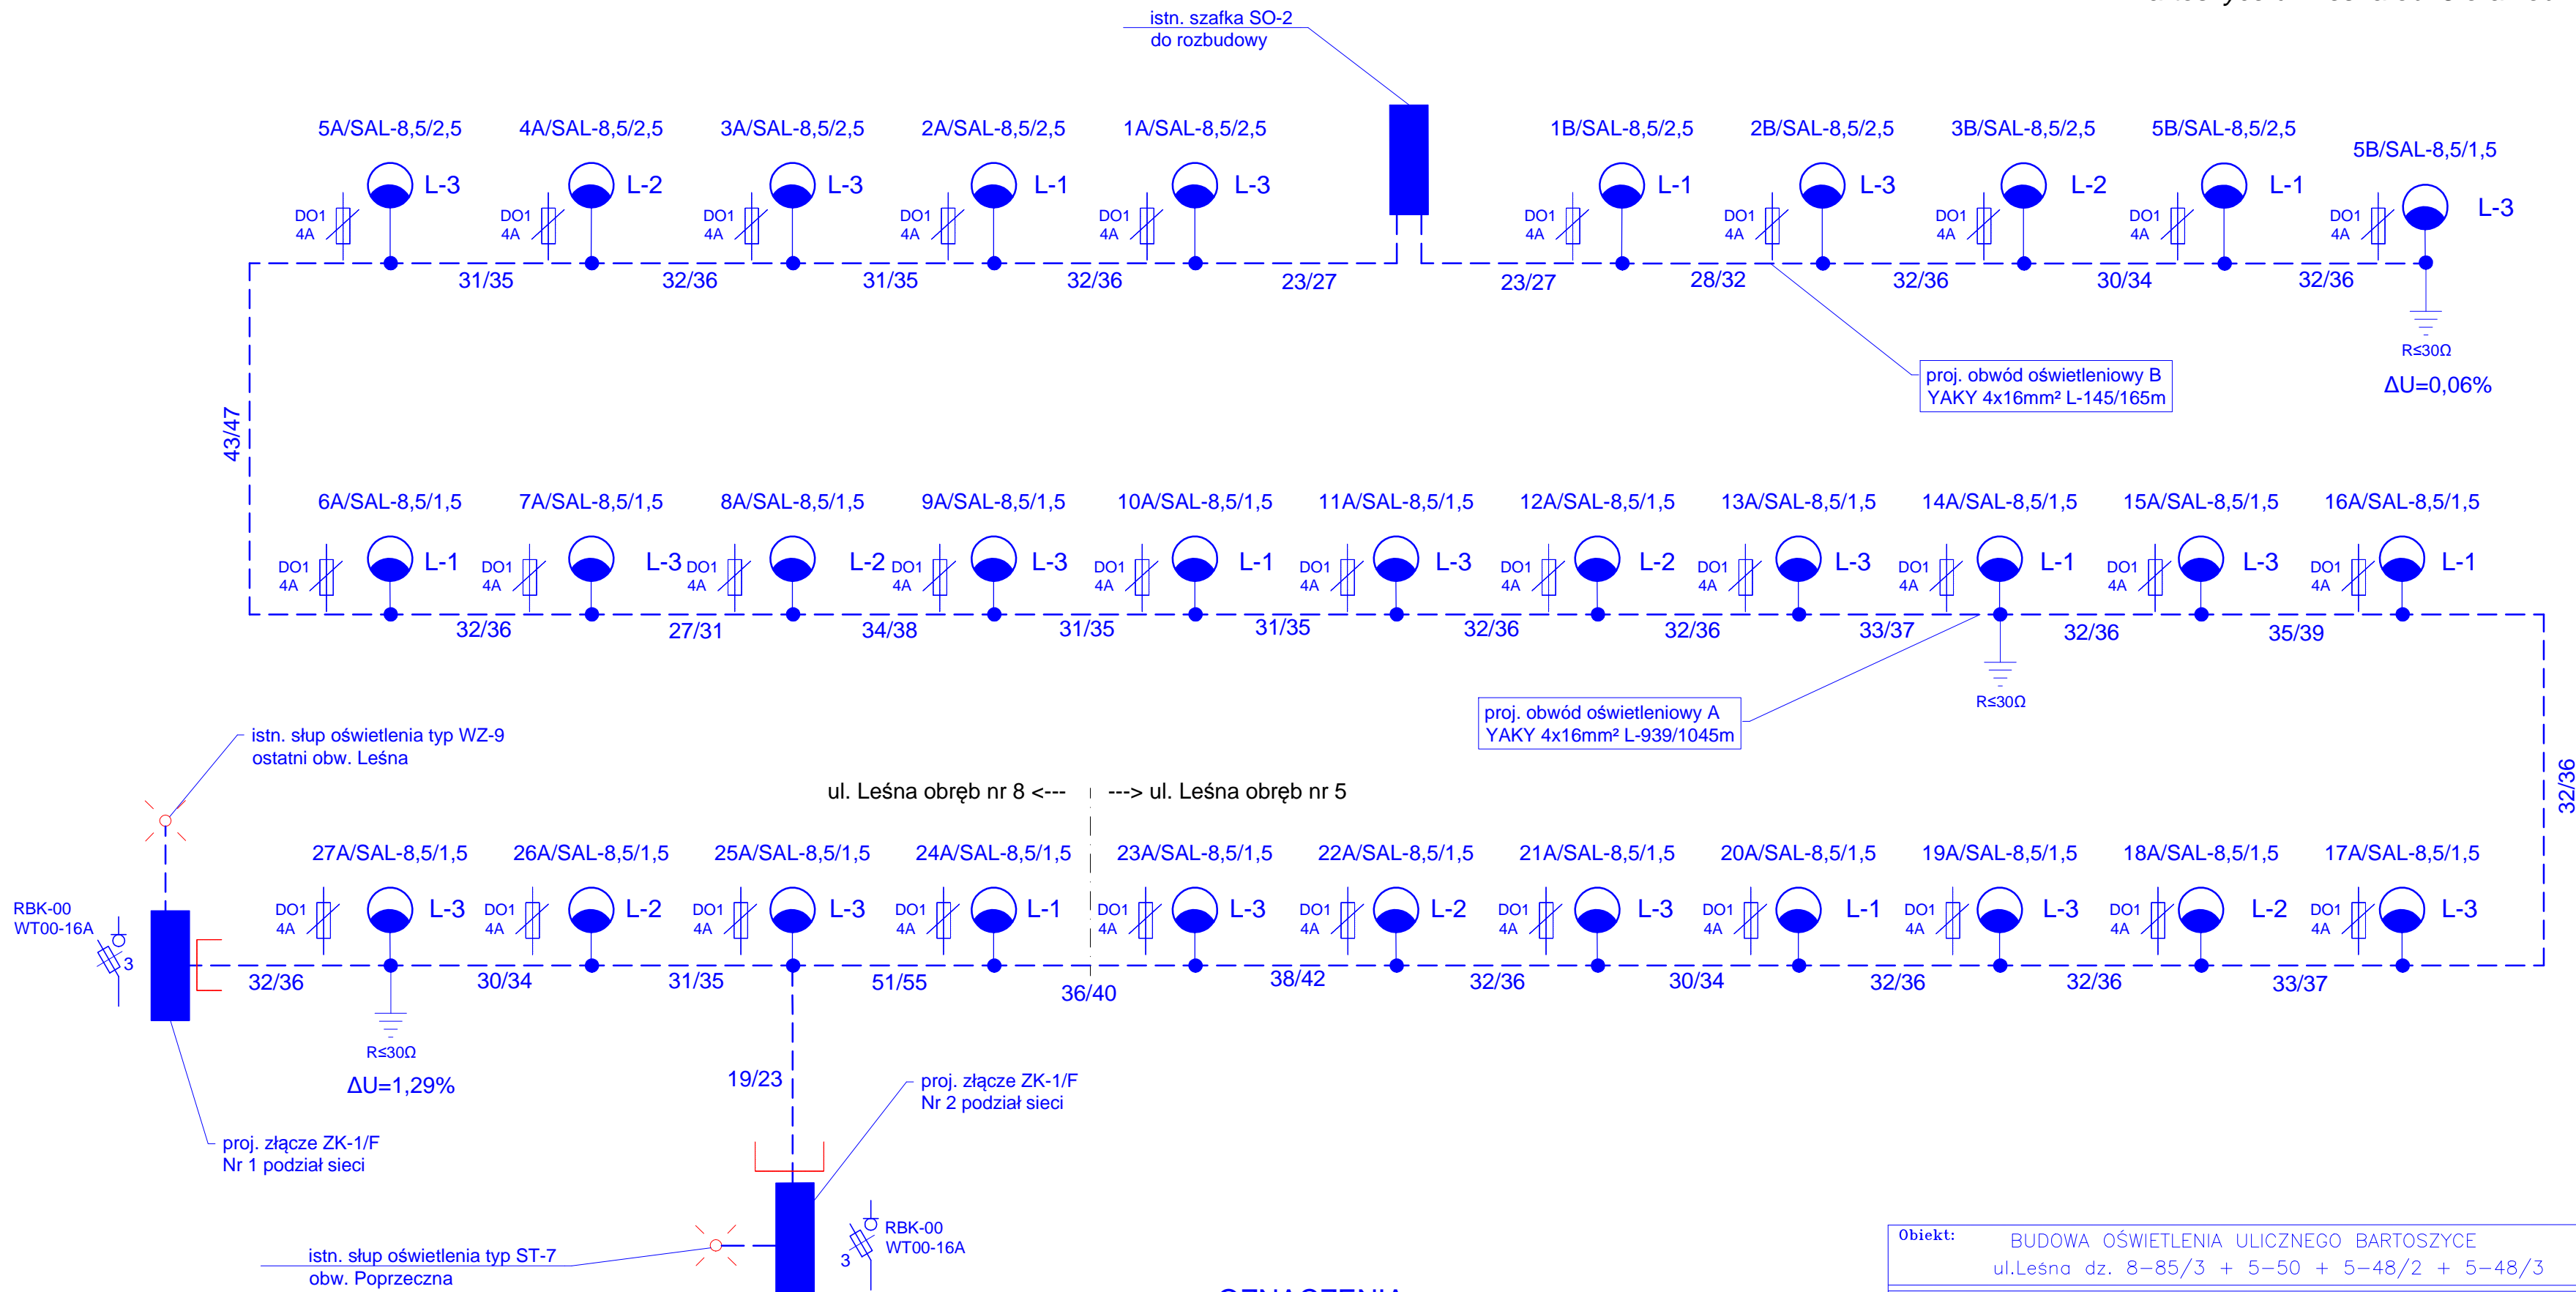 istn. szafka SO-2
do rozbudowy
5A/SAL-8,5/2,5 4A/SAL-8,5/2,5 3A/SAL-8,5/2,5 2A/SAL-8,5/2,5 1A/SAL-8,5/2,5 1B/SAL-8,5/2,5 2B/SAL-8,5/2,5 3B/SAL-8,5/2,5 5B/SAL-8,5/2,5 5B/SAL-8,5/1,5
L-3 L-2 L-3 L-1 L-3 L-1 L-3 L-2 L-1 L-3
DO1 DO1 DO1 DO1 DO1 DO1 DO1 DO1 DO1 DO1
4A 4A 4A 4A 4A 4A 4A 4A 4A 4A
31/35 32/36 31/35 32/36 23/27 23/27 28/32 32/36 30/34 32/36
R≤30Ω
ΔU=0,06%
proj. obwód oświetleniowy B
YAKY 4x16mm² L-145/165m
43/47
6A/SAL-8,5/1,5 7A/SAL-8,5/1,5 8A/SAL-8,5/1,5 9A/SAL-8,5/1,5 10A/SAL-8,5/1,5 11A/SAL-8,5/1,5 12A/SAL-8,5/1,5 13A/SAL-8,5/1,5 14A/SAL-8,5/1,5 15A/SAL-8,5/1,5 16A/SAL-8,5/1,5
L-1 L-3 L-2 L-3 L-1 L-3 L-2 L-3 L-1 L-3 L-1
DO1 DO1 DO1 DO1 DO1 DO1 DO1 DO1 DO1 DO1 DO1
4A 4A 4A 4A 4A 4A 4A 4A 4A 4A 4A
32/36 27/31 34/38 31/35 31/35 32/36 32/36 33/37 32/36 35/39
R≤30Ω
proj. obwód oświetleniowy A
YAKY 4x16mm² L-939/1045m
32/36
istn. słup oświetlenia typ WZ-9
ostatni obw. Leśna
ul. Leśna obręb nr 8 <--- ---> ul. Leśna obręb nr 5
27A/SAL-8,5/1,5 26A/SAL-8,5/1,5 25A/SAL-8,5/1,5 24A/SAL-8,5/1,5 23A/SAL-8,5/1,5 22A/SAL-8,5/1,5 21A/SAL-8,5/1,5 20A/SAL-8,5/1,5 19A/SAL-8,5/1,5 18A/SAL-8,5/1,5 17A/SAL-8,5/1,5
L-3 L-2 L-3 L-1 L-3 L-2 L-3 L-1 L-3 L-2 L-3
DO1 DO1 DO1 DO1 DO1 DO1 DO1 DO1 DO1 DO1 DO1
4A 4A 4A 4A 4A 4A 4A 4A 4A 4A 4A
RBK-00
WT00-16A
3
32/36 30/34 31/35 51/55 36/40 38/42 32/36 30/34 32/36 32/36 33/37
R≤30Ω
ΔU=1,29%
19/23
proj. złącze ZK-1/F
Nr 2 podział sieci
proj. złącze ZK-1/F
Nr 1 podział sieci
RBK-00
WT00-16A
3
istn. słup oświetlenia typ ST-7
obw. Poprzeczna
Obiekt: BUDOWA OŚWIETLENIA ULICZNEGO BARTOSZYCE
ul.Leśna dz. 8-85/3 + 5-50 + 5-48/2 + 5-48/3